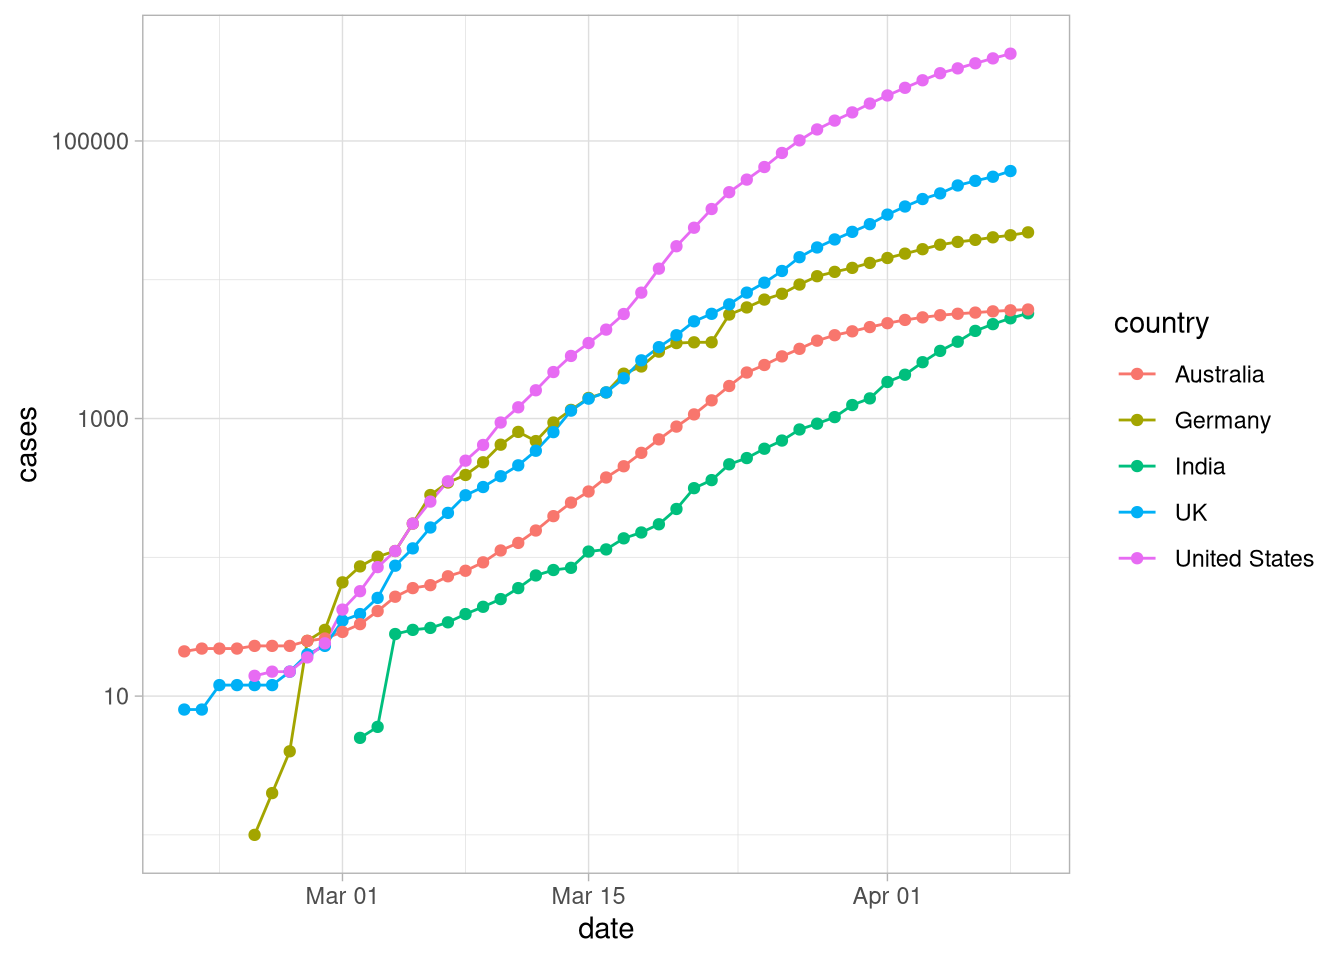 100000
1000
10
cases
Mar 01
Mar 15
Apr 01
date
country
Australia
Germany
India
UK
United States